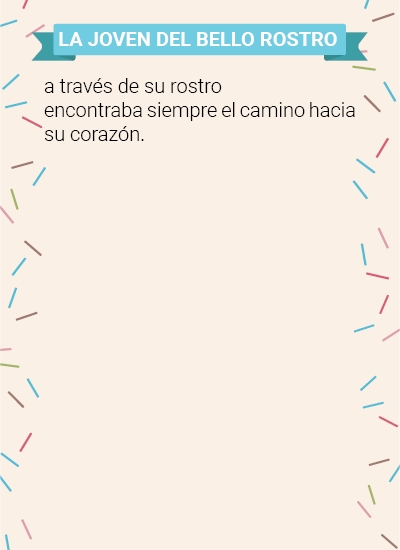 LA JOVEN DEL BELLO ROSTRO
a través de su rostro
encontraba siempre el camino hacia
su corazón.